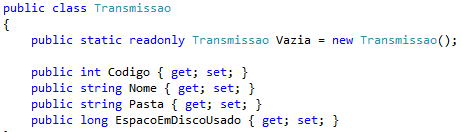 public class Transmissao
{
public static readonly Transmissao Vazia = new Transmissao();
public int Codigo { get; set; }
public string Nome { get; set; }
public string Pasta { get; set; }
public long EspacoEmDiscoUsado { get; set; }